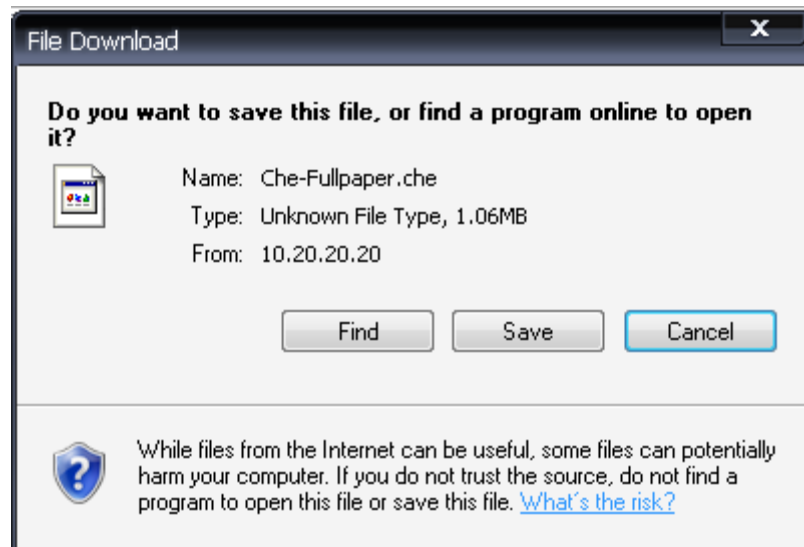 File Download
x
Do you want to save this file, or find a program online to open
it?
Name: Che-Fullpaper.che
Type: Unknown File Type, 1.06MB
From: 10.20.20.20
Find Save Cancel
While files from the Internet can be useful, some files can potentially
harm your computer. If you do not trust the source, do not find a
program to open this file or save this file. What's the risk?